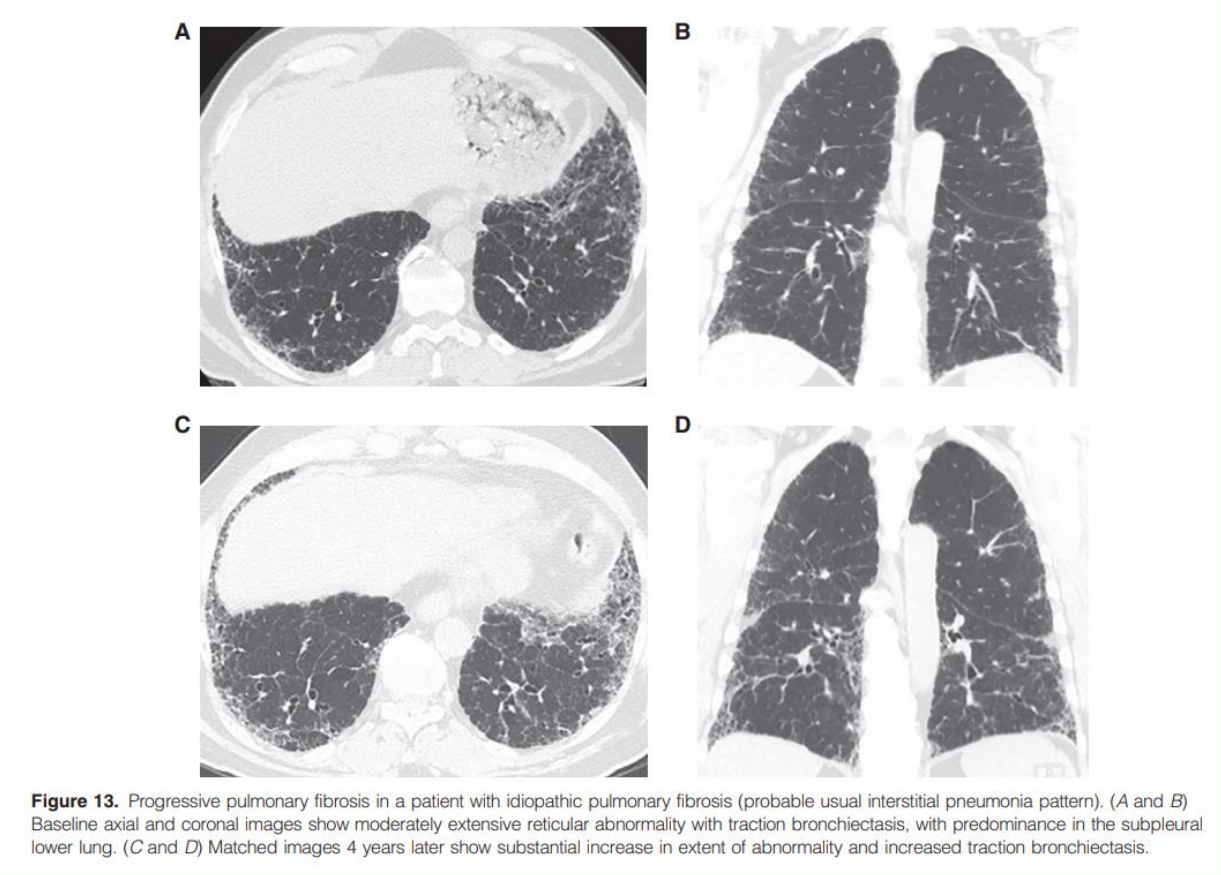 A
B
C
D
Figure 13. Progressive pulmonary fibrosis in a patient with idiopathic pulmonary fibrosis (probable usual interstitial pneumonia pattern). (A and B)
Baseline axial and coronal images show moderately extensive reticular abnormality with traction bronchiectasis, with predominance in the subpleural
lower lung. (C and D) Matched images 4 years later show substantial increase in extent of abnormality and increased traction bronchiectasis.